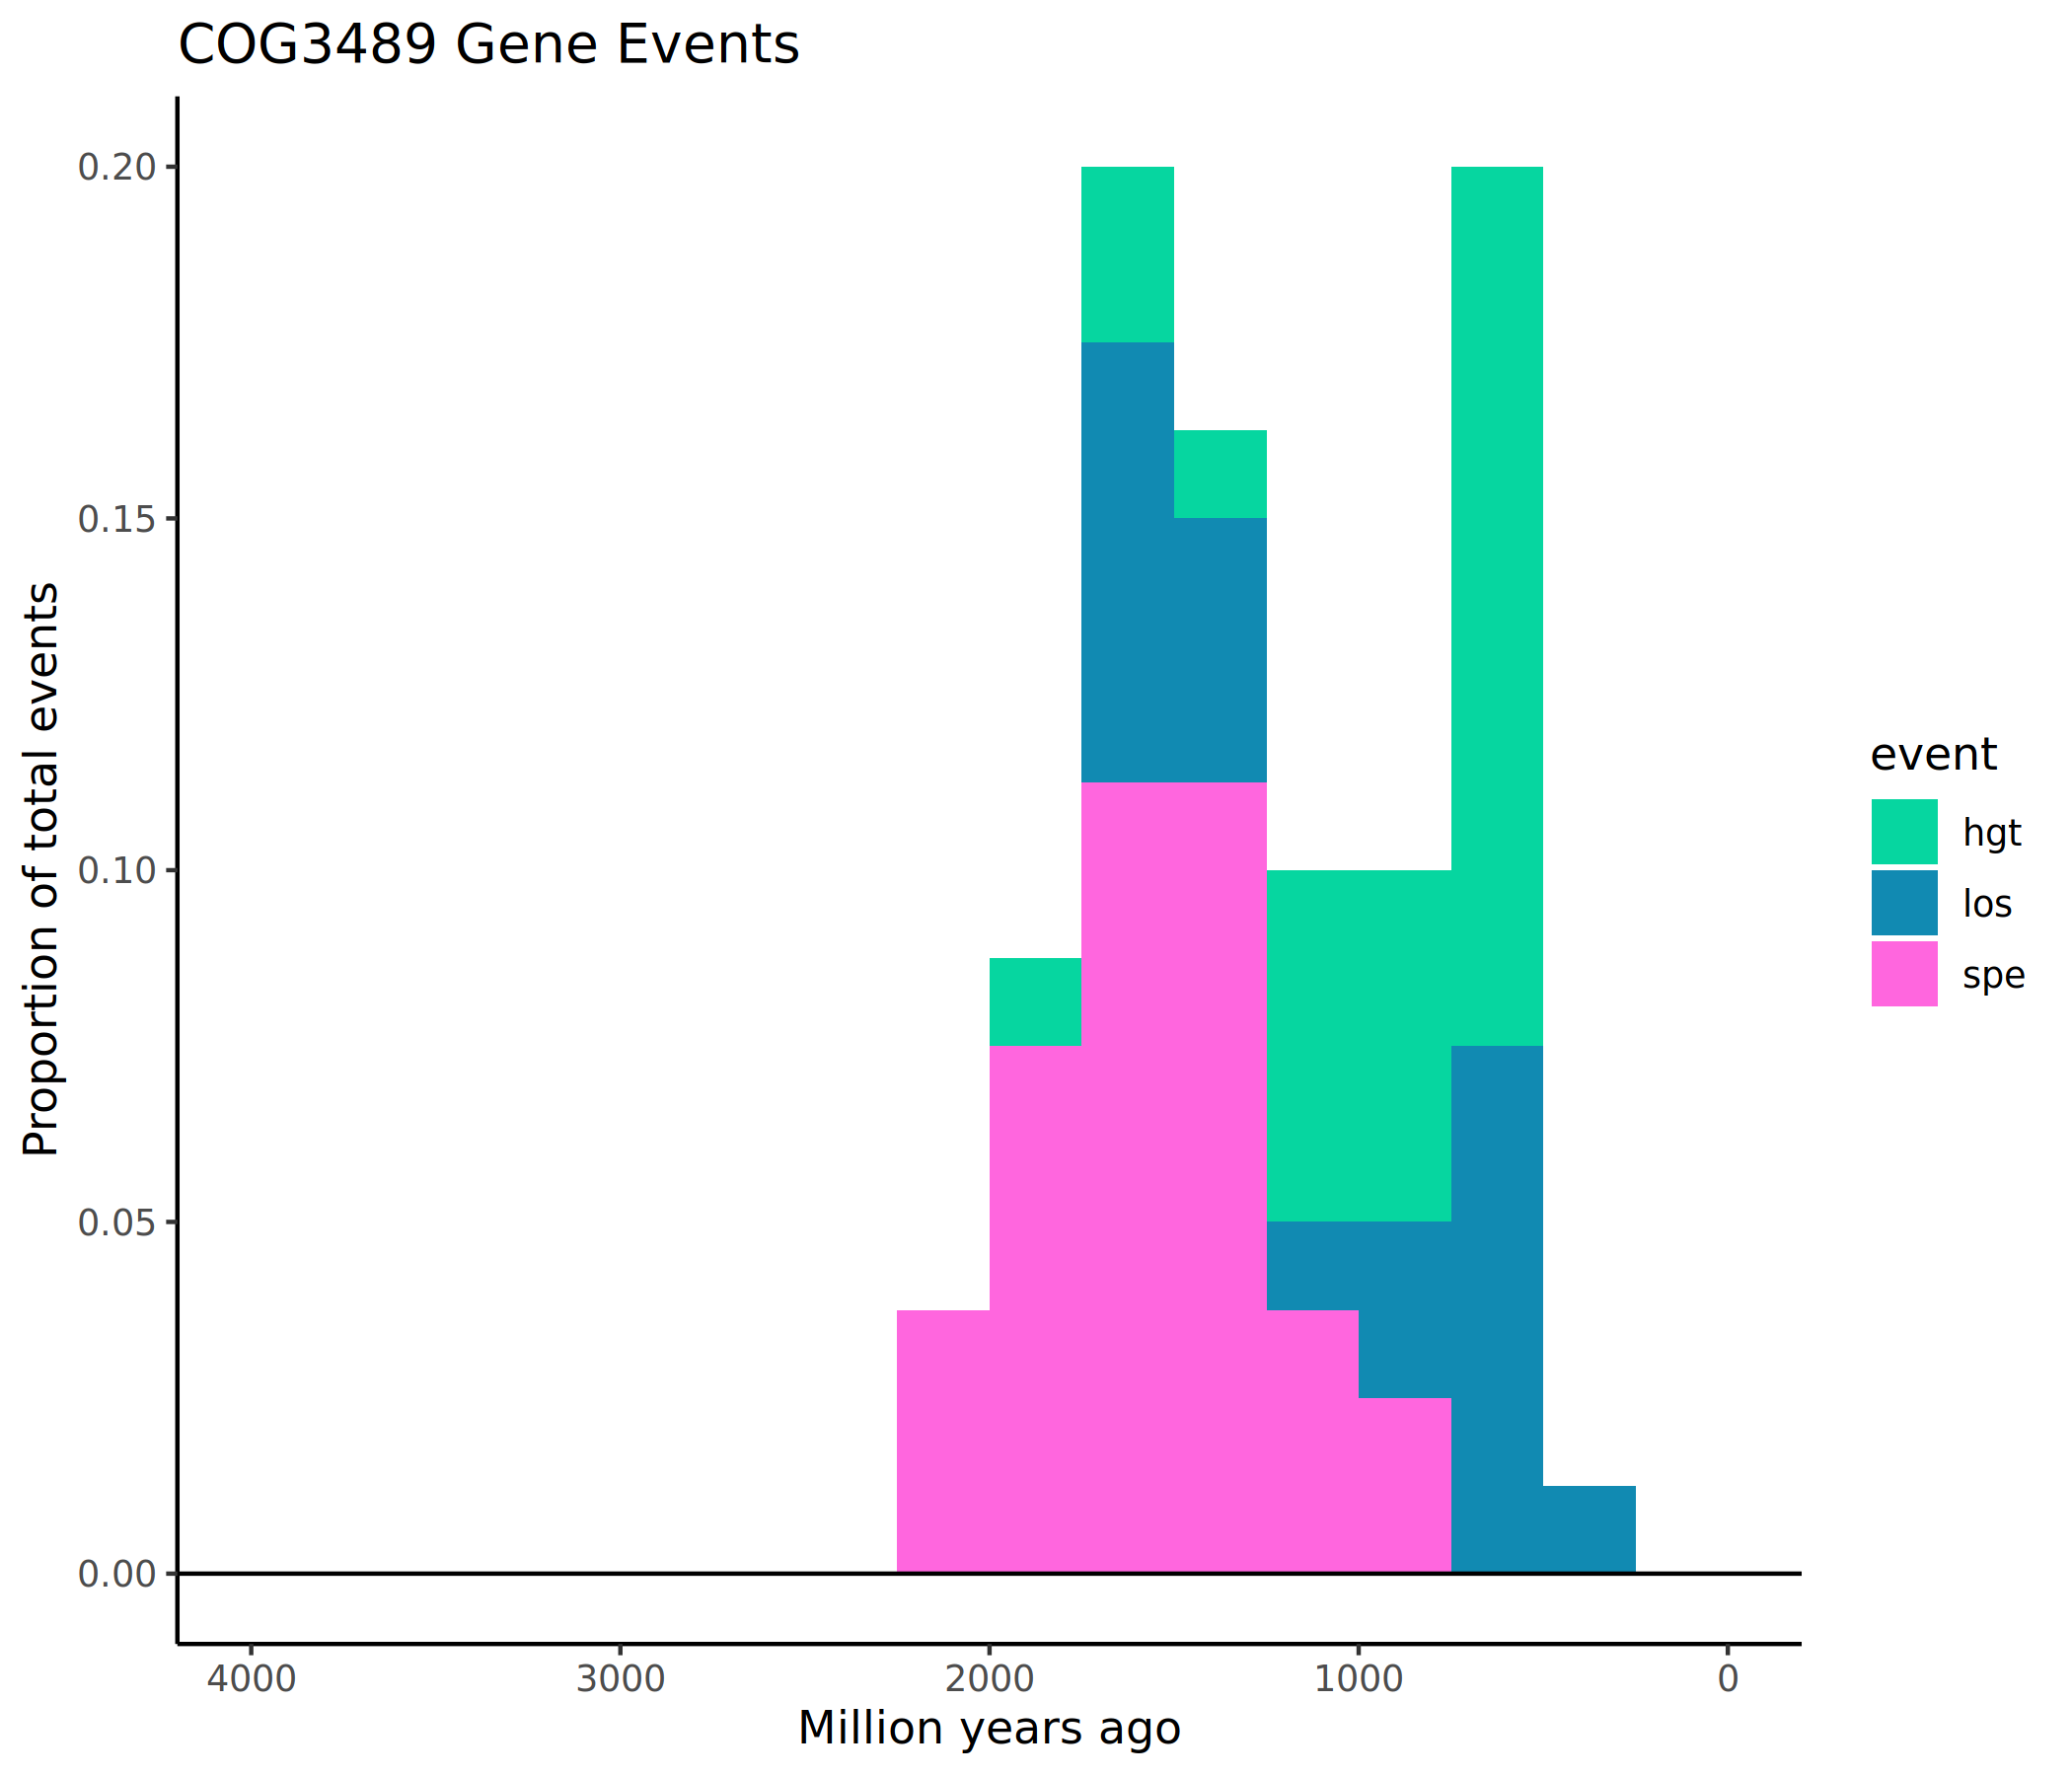 COG3489 Gene Events
0.20
0.15
0.10
0.05
0.00
Proportion of total events
4000 3000 2000 1000 0
Million years ago
event
hgt
los
spe